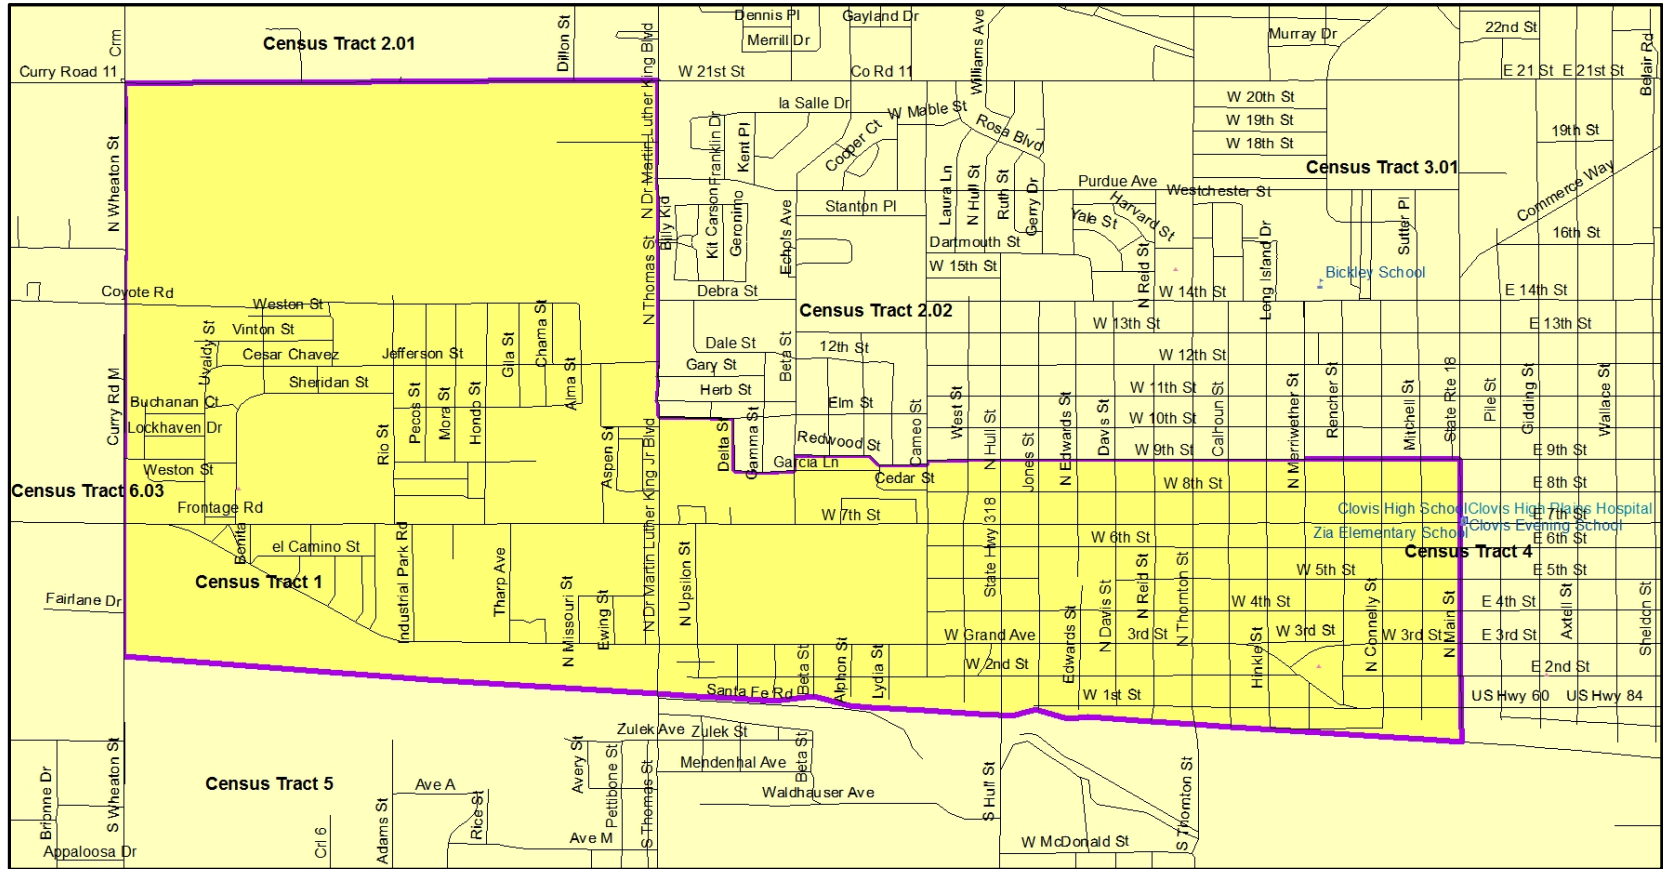 Dennis Pl
Gayland Dr
Merrill Dr
Crm
Census Tract 2.01
Dillon St
N Dr Martin Luther King Blvd
Williams Ave
Murray Dr
22nd St
Belair Rd
Curry Road 11
W 21st St
Co Rd 11
E 21 St
E 21st St
la Salle Dr
W Mable St
Rosa Blvd
W 20th St
W 19th St
W 18th St
19th St
N Wheaton St
Franklin Dr
Kent Pl
Cooper Ct
Census Tract 3.01
Commerce Way
Laura Ln
N Hull St
Ruth St
Gerry Dr
Purdue Ave
Westchester St
Harvard St
Yale St
Billy Kid
Kit Carson
Geronimo
Echols Ave
Stanton Pl
Sutter Pl
16th St
Dartmouth St
N Thomas St
W 15th St
N Reid St
Long Island Dr
Bickley School
Coyote Rd
Debra St
W 14th St
E 14th St
Weston St
Census Tract 2.02
Vinton St
Uvaldy St
W 13th St
E 13th St
Gila St
Chama St
Cesar Chavez
Jefferson St
Dale St
12th St
Beta St
W 12th St
Gary St
State Rte 18
Sheridan St
Alma St
Herb St
W 11th St
Buchanan Ct
Curry Rd M
Pecos St
Mora St
Hondo St
Elm St
West St
N Hull St
N Edwards St
Davis St
Calhoun St
N Meriwether St
Rencher St
Mitchell St
Pile St
Gidding St
Wallace St
W 10th St
Lockhaven Dr
Rio St
Delta St
Gamma St
Redwood St
Cameo St
Jones St
W 9th St
E 9th St
Aspen St
N Dr Martin Luther King Jr Blvd
Garcia Ln
Weston St
Cedar St
W 8th St
E 8th St
Census Tract 6.03
Frontage Rd
W 7th St
State Hwy 318
Clovis High School
Clovis High Plains Hospital
E 7th St
Zia Elementary School
Clovis Evening School
Bonita
el Camino St
Industrial Park Rd
W 6th St
E 6th St
Census Tract 4
Census Tract 1
Tharp Ave
N Upsilon St
W 5th St
E 5th St
Fairlane Dr
N Missouri St
Ewing St
Edwards St
N Davis St
N Reid St
N Thornton St
W 4th St
N Connelly St
N Main St
E 4th St
Axtell St
Sheldon St
W Grand Ave
3rd St
Hinkle St
W 3rd St
W 3rd St
E 3rd St
Beta St
Alphon St
Lydia St
W 2nd St
E 2nd St
Santa Fe Rd
W 1st St
US Hwy 60
US Hwy 84
Zulek Ave
Zulek St
S Wheaton St
Avery St
Pettibone St
S Thomas St
Mendenhal Ave
Beta St
S Hull St
S Thornton St
Census Tract 5
Brionne Dr
Ave A
Waldhauser Ave
Rice St
Adams St
Crl 6
Ave M
W McDonald St
Appaloosa Dr